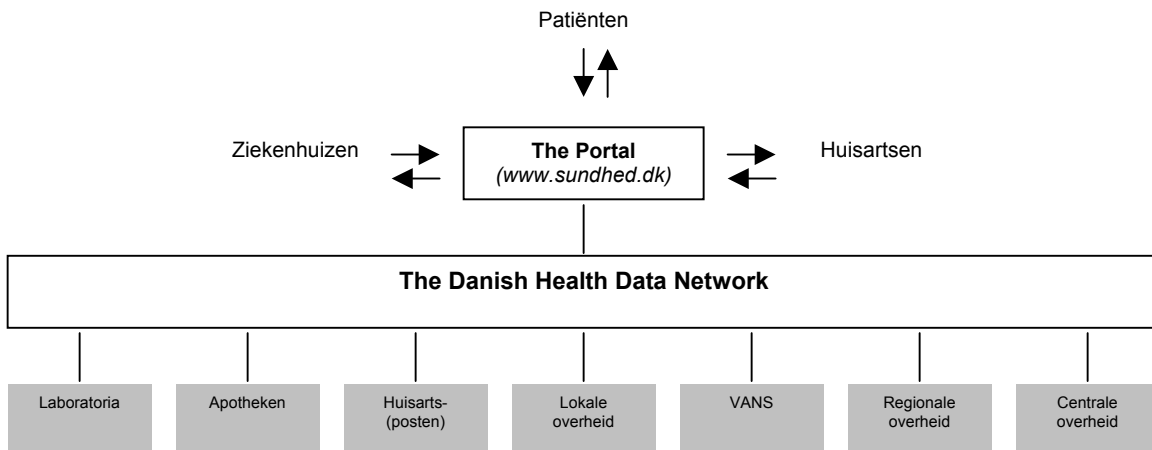 Patiënten
Ziekenhuizen
The Portal
(www.sundhed.dk)
Huisartsen
The Danish Health Data Network
Laboratoria
Apotheken
Huisarts-
(posten)
Lokale
overheid
VANS
Regionale
overheid
Centrale
overheid